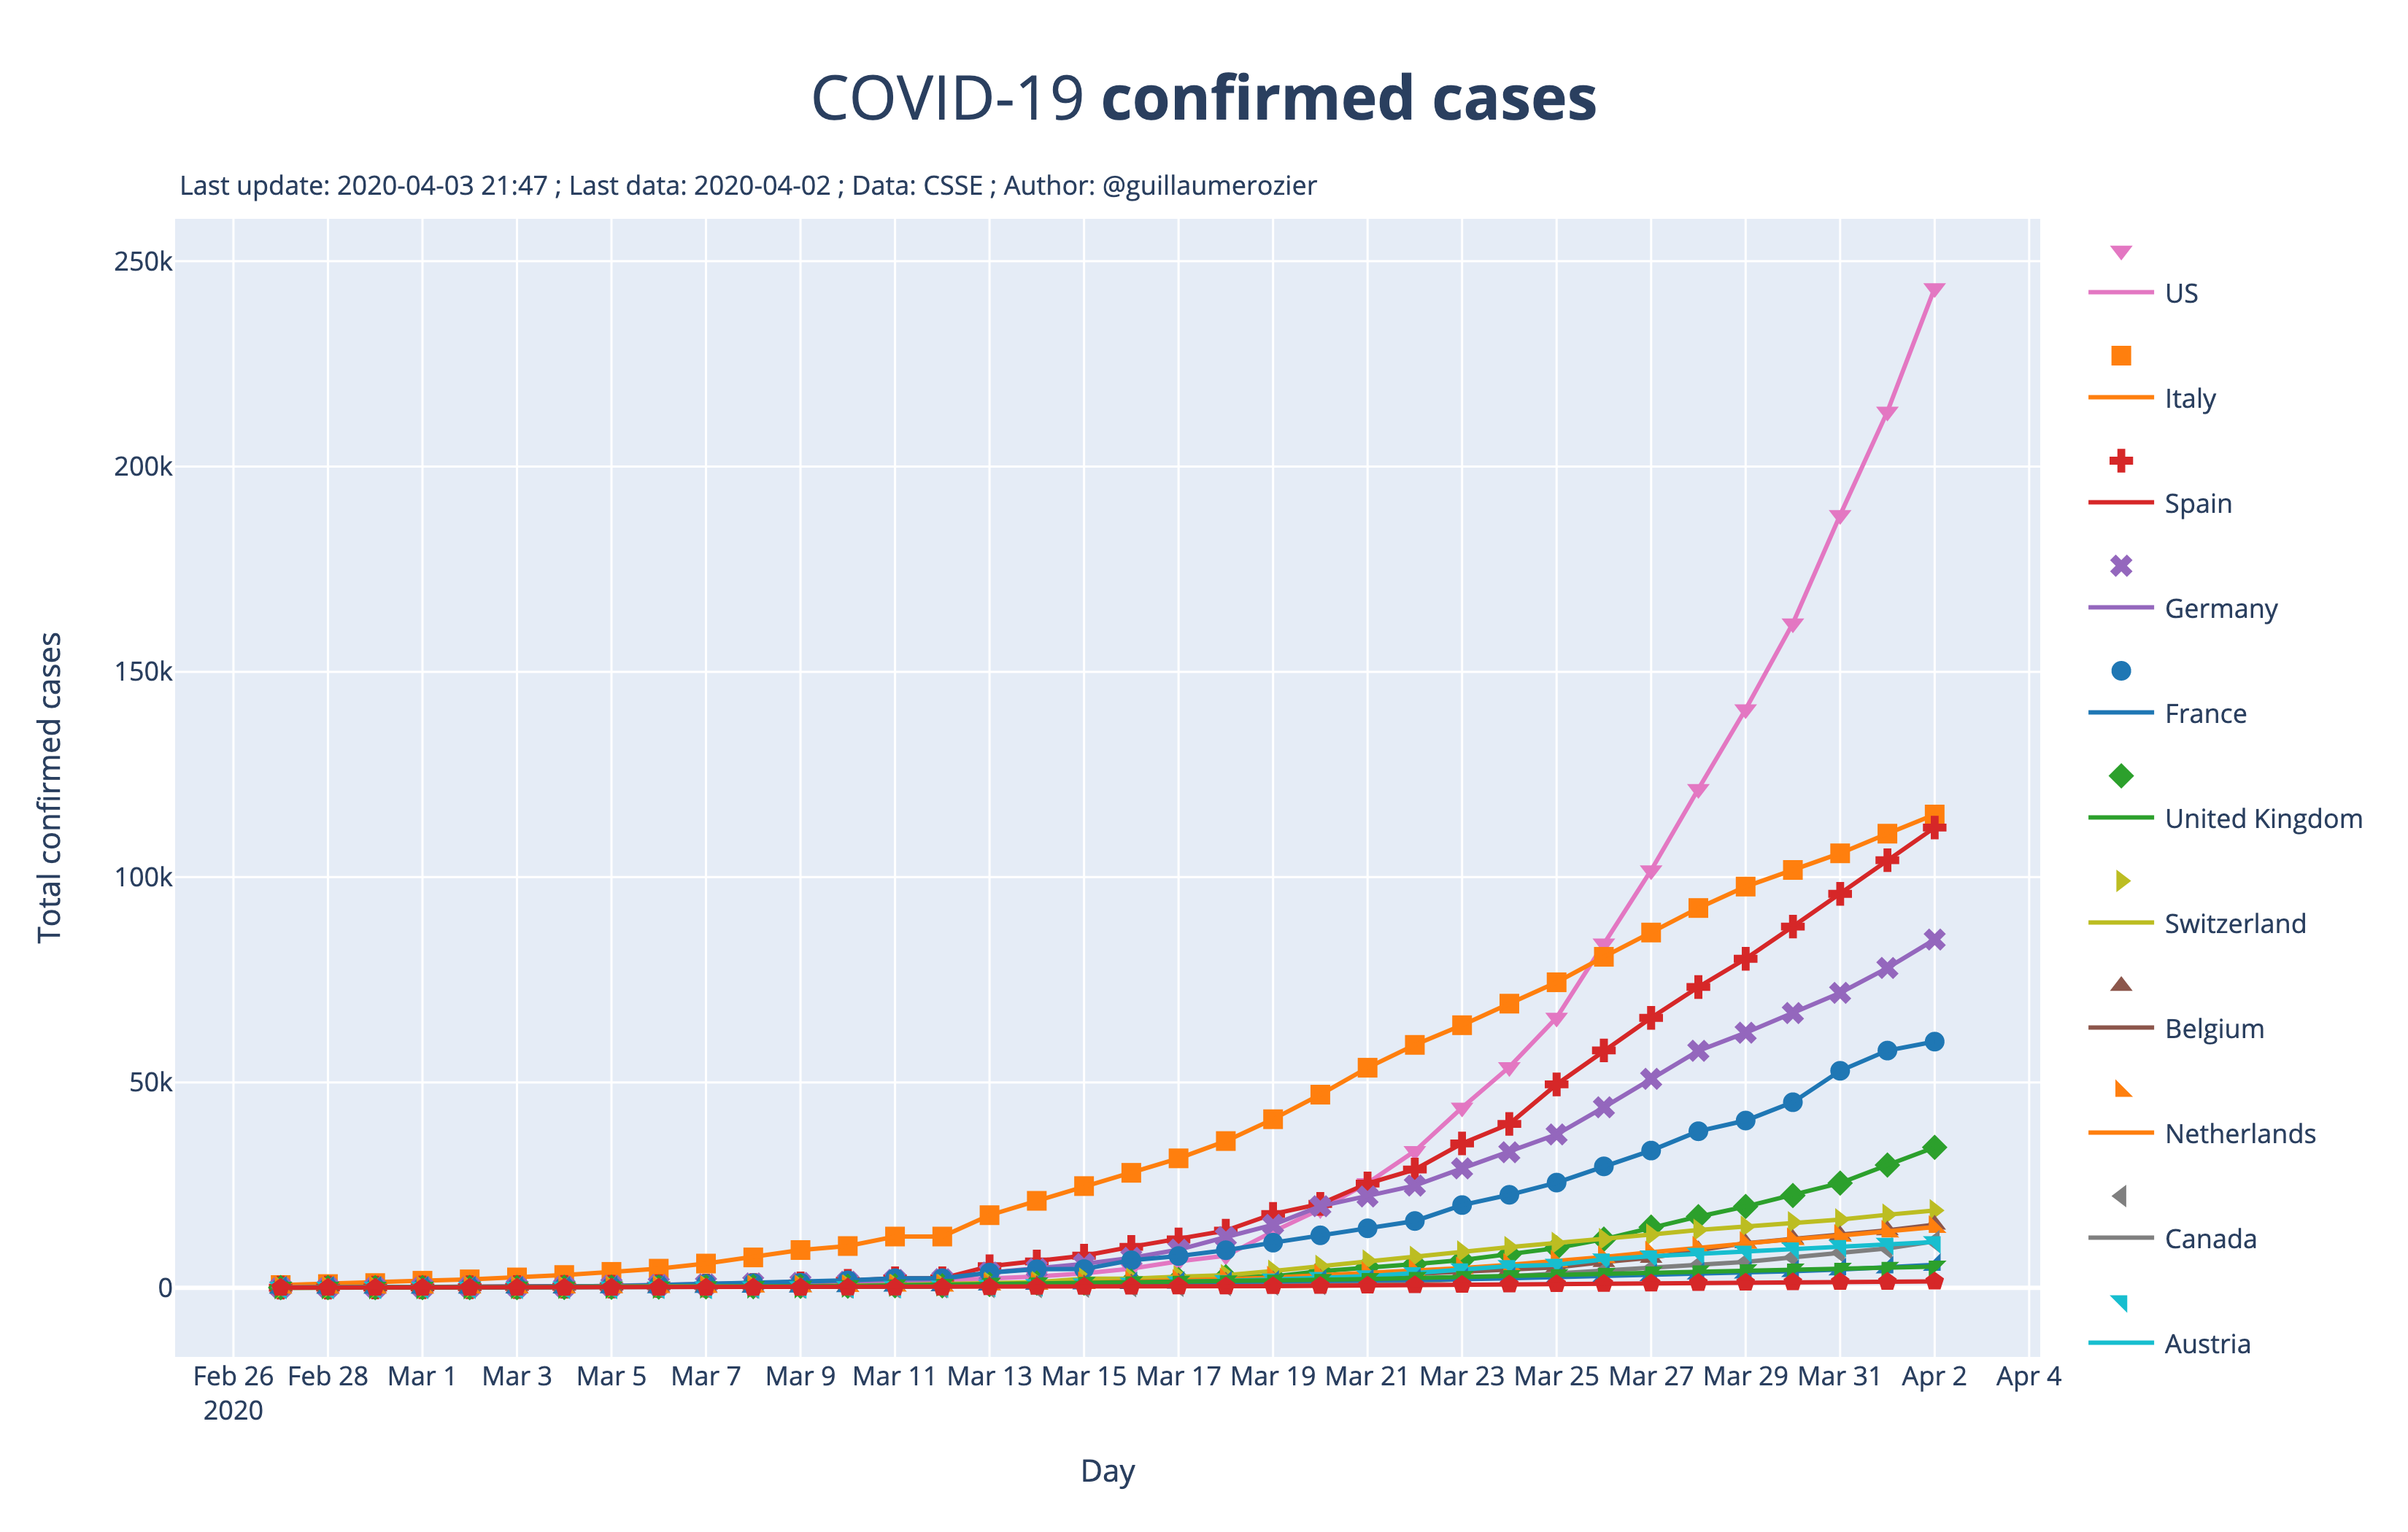 COVID-19 confirmed cases
Last update: 2020-04-03 21:47 ; Last data: 2020-04-02 ; Data: CSSE ; Author: @guillaumerozier
Total confirmed cases
250k
200k
150k
100k
50k
0
Feb 26 Feb 28 Mar 1 Mar 3 Mar 5 Mar 7 Mar 9 Mar 11 Mar 13 Mar 15 Mar 17 Mar 19 Mar 21 Mar 23 Mar 25 Mar 27 Mar 29 Mar 31 Apr 2 Apr 4
2020
Day
US
Italy
Spain
Germany
France
United Kingdom
Switzerland
Belgium
Netherlands
Canada
Austria